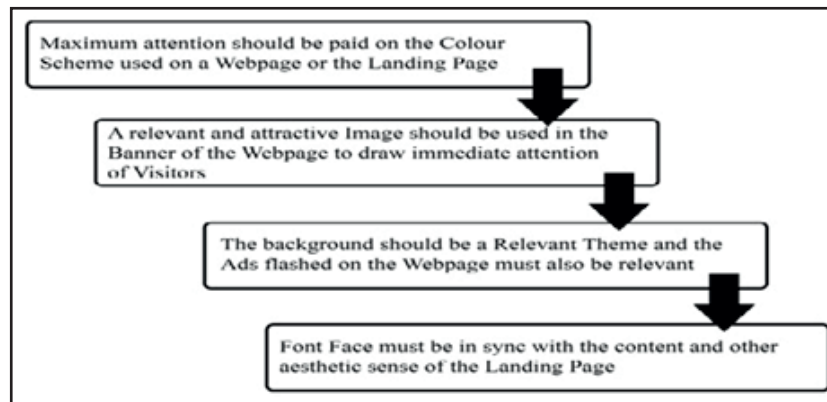 Maximum attention should be paid on the Colour
Scheme used on a Webpage or the Landing Page
A relevant and attractive Image should be used in the
Banner of the Webpage to draw immediate attention
of Visitors
The background should be a Relevant Theme and the
Ads flashed on the Webpage must also be relevant
Font Face must be in sync with the content and other
aesthetic sense of the Landing Page